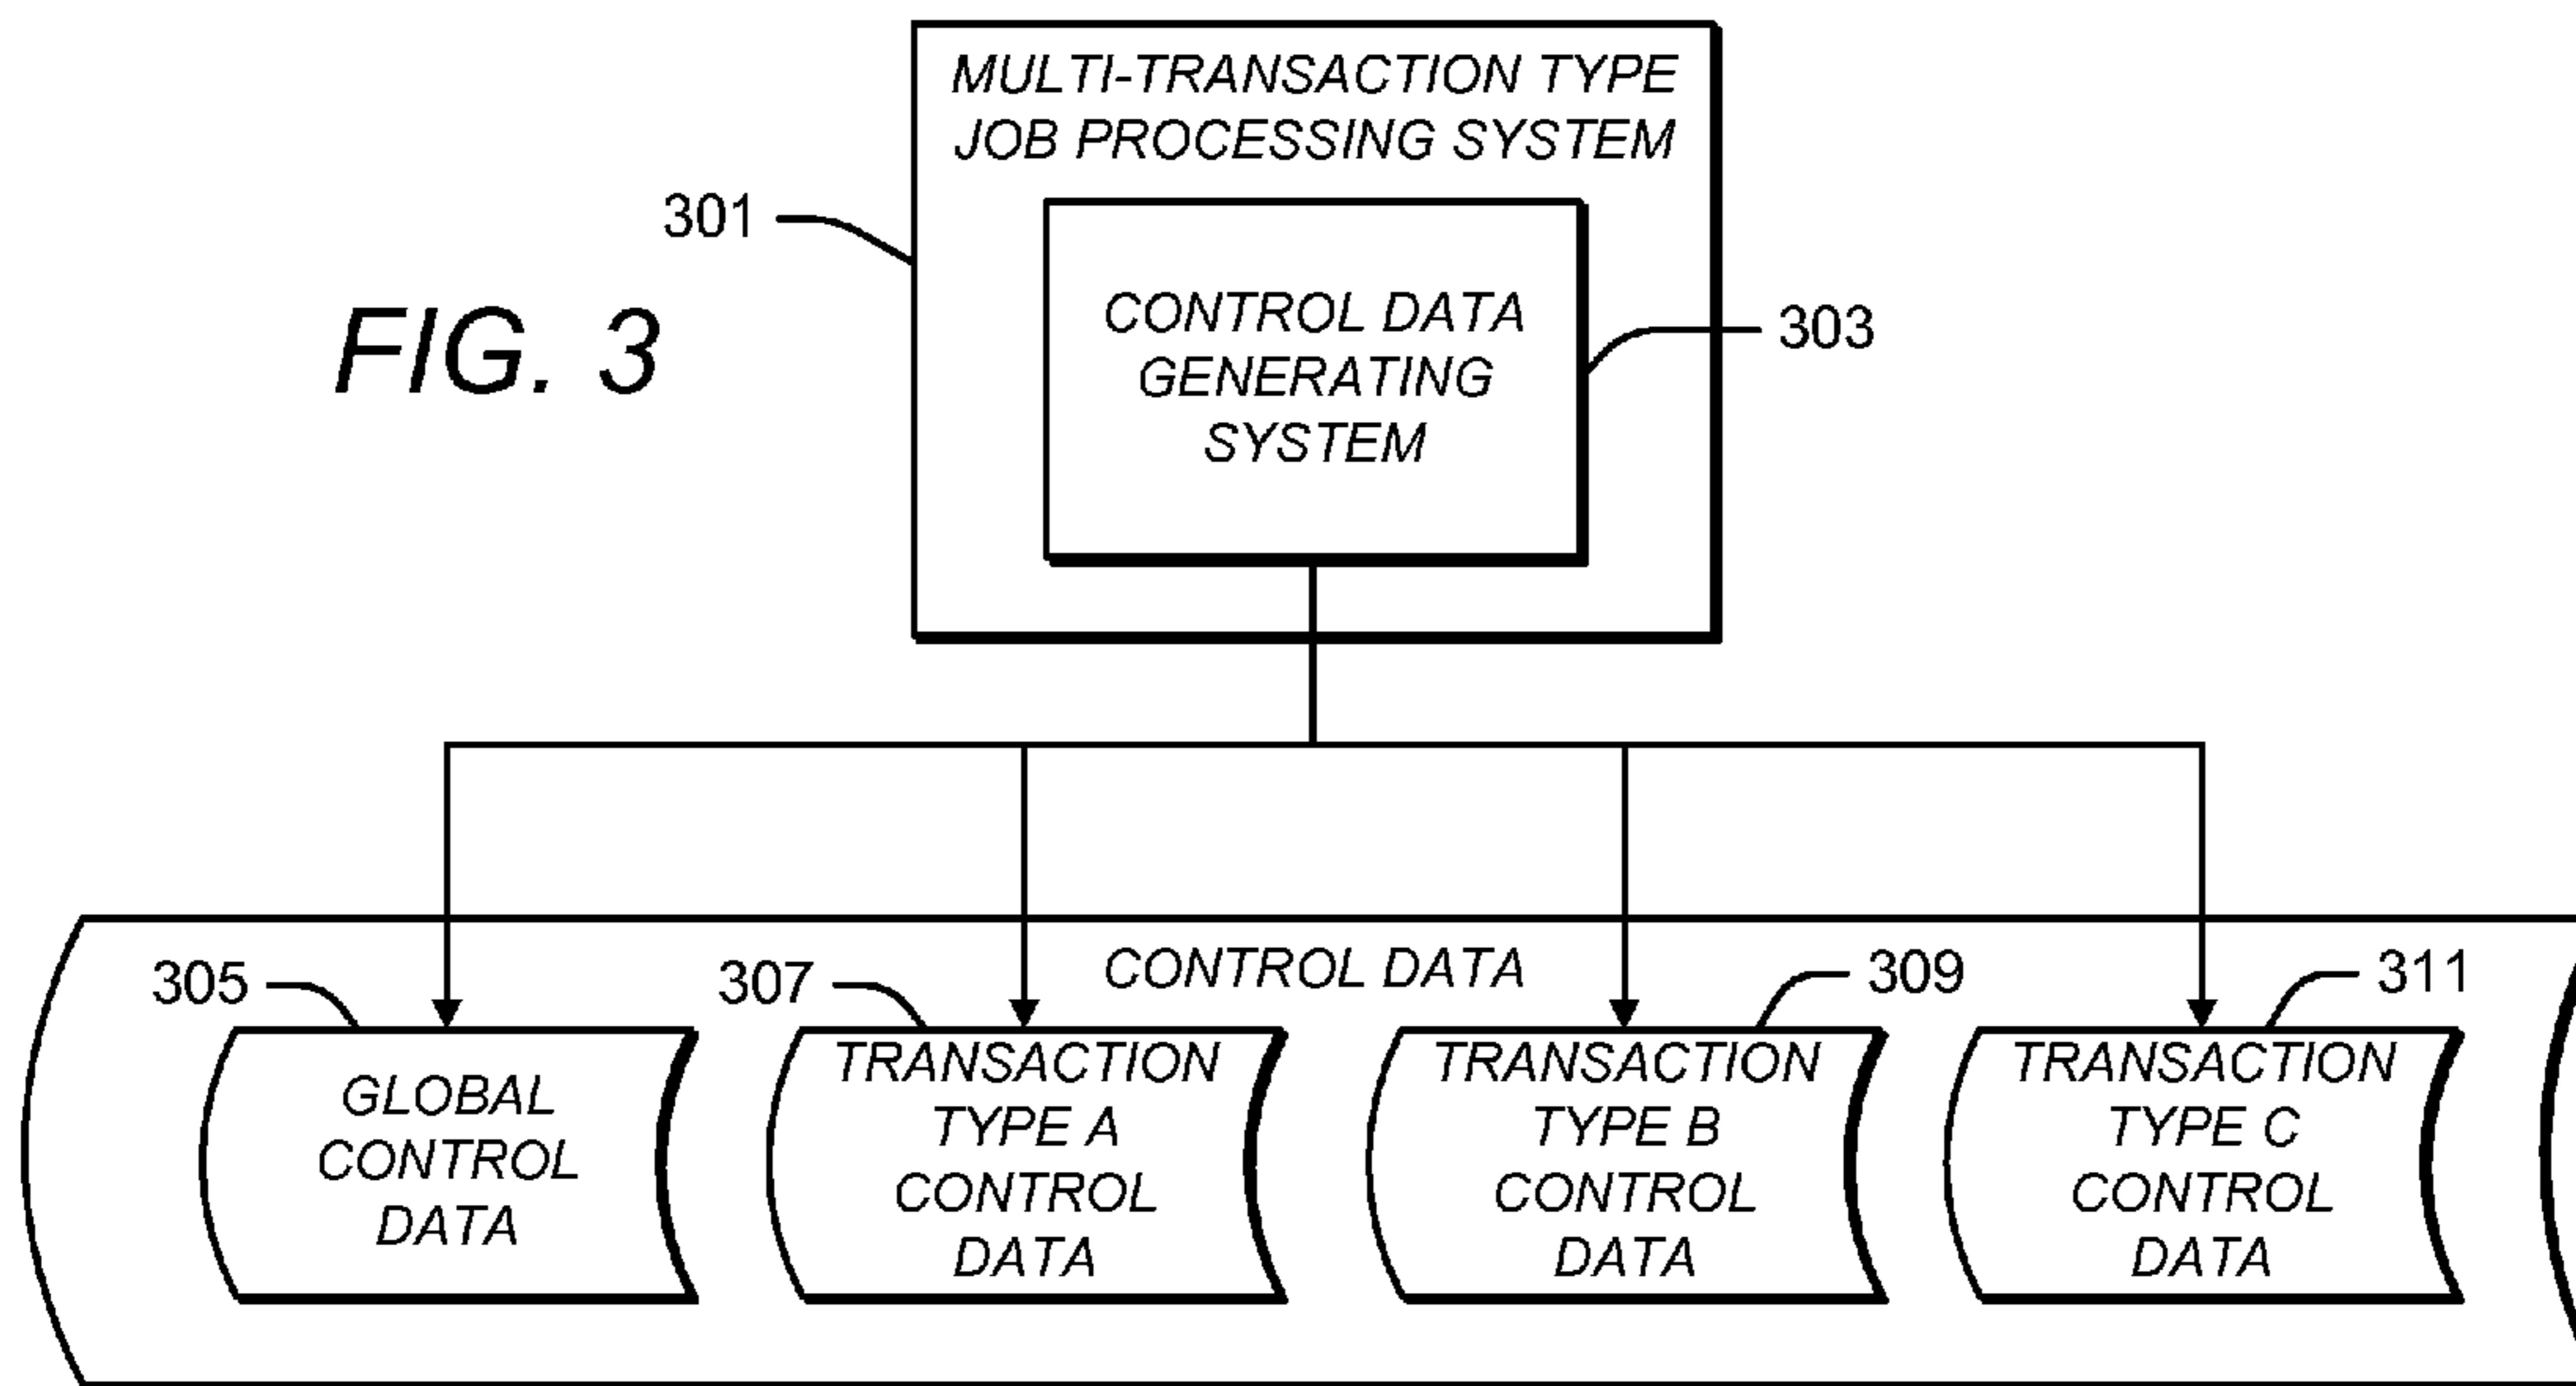 MULTI-TRANSACTION TYPE
JOB PROCESSING SYSTEM
301
CONTROL DATA
GENERATING
SYSTEM
303
FIG. 3
CONTROL DATA
305
307
309
311
GLOBAL
CONTROL
DATA
TRANSACTION
TYPE A
CONTROL
DATA
TRANSACTION
TYPE B
CONTROL
DATA
TRANSACTION
TYPE C
CONTROL
DATA